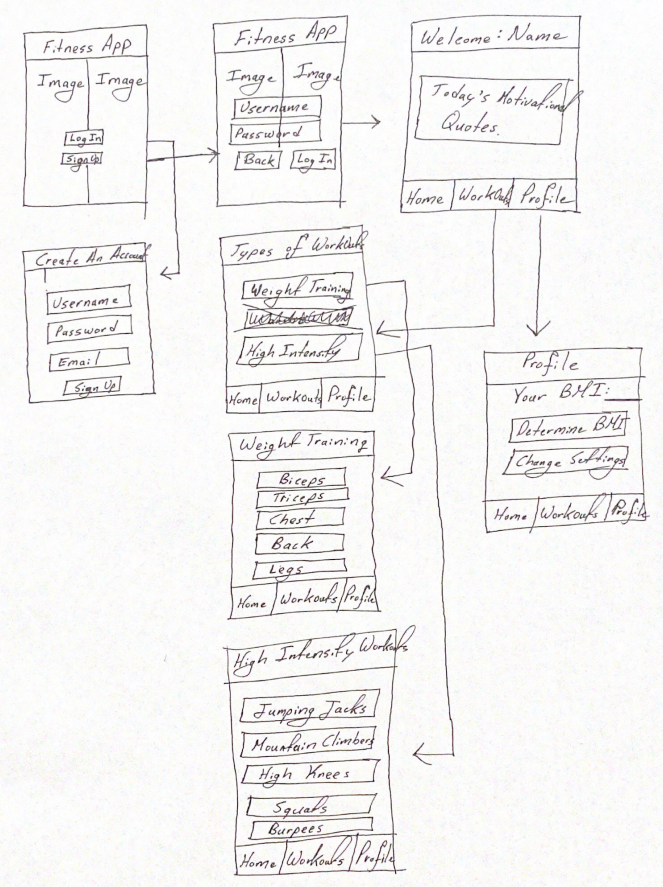 Fitness App
Image Image
Log In
Sign Up
Fitness App
Image Image
Username
Password
Back Log In
Welcome: Name
Today's Motivational
Quotes.
Home Workouts Profile
Create An Account
Username
Password
Email
Sign Up
Types of Workouts
Weight Training
High Intensity
Home Workouts Profile
Profile
Your BMI:
Determine BMI
Change Settings
Home Workouts Profile
Weight Training
Biceps
Triceps
Chest
Back
Legs
Home Workouts Profile
High Intensity Workouts
Jumping Jacks
Mountain Climbers
High Knees
Squats
Burpees
Home Workouts Profile